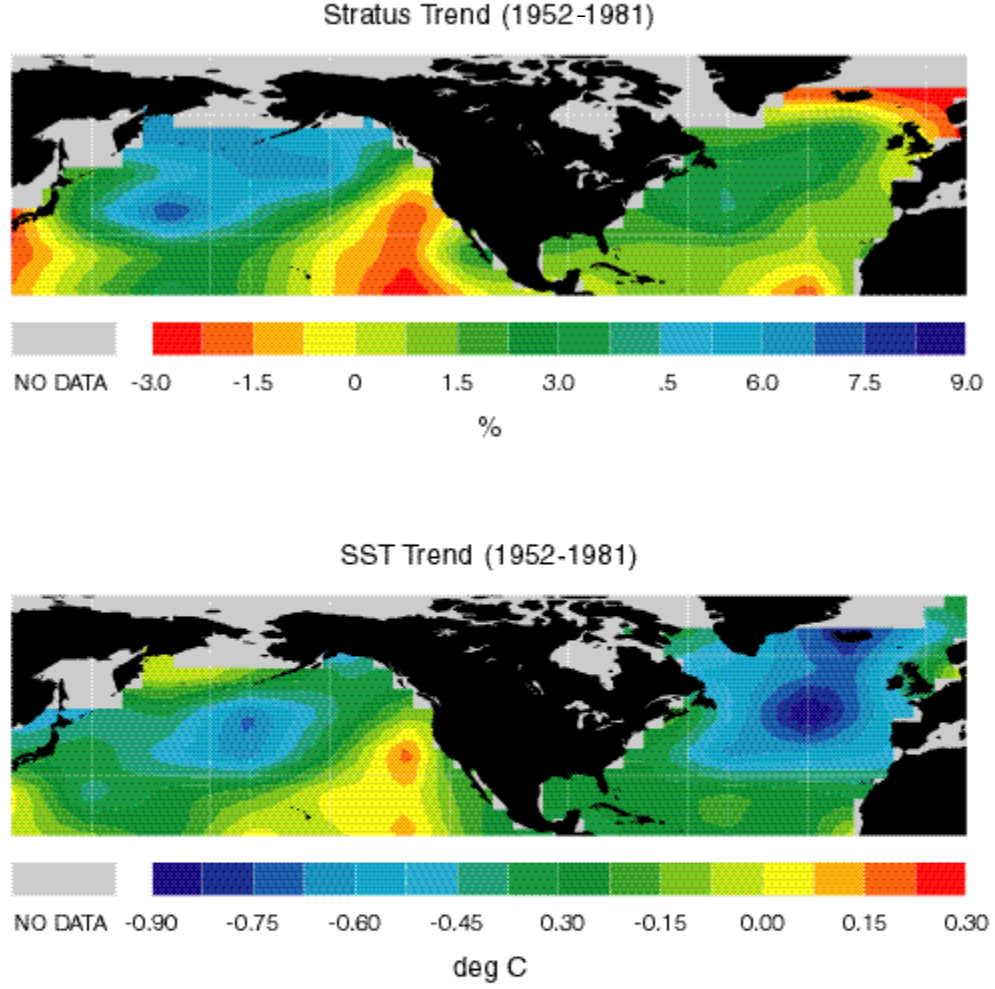 Stratus Trend (1952-1981)
NO DATA -3.0 -1.5 0 1.5 3.0 .5 6.0 7.5 9.0
%
SST Trend (1952-1981)
NO DATA -0.90 -0.75 -0.60 -0.45 0.30 -0.15 0.00 0.15 0.30
deg C